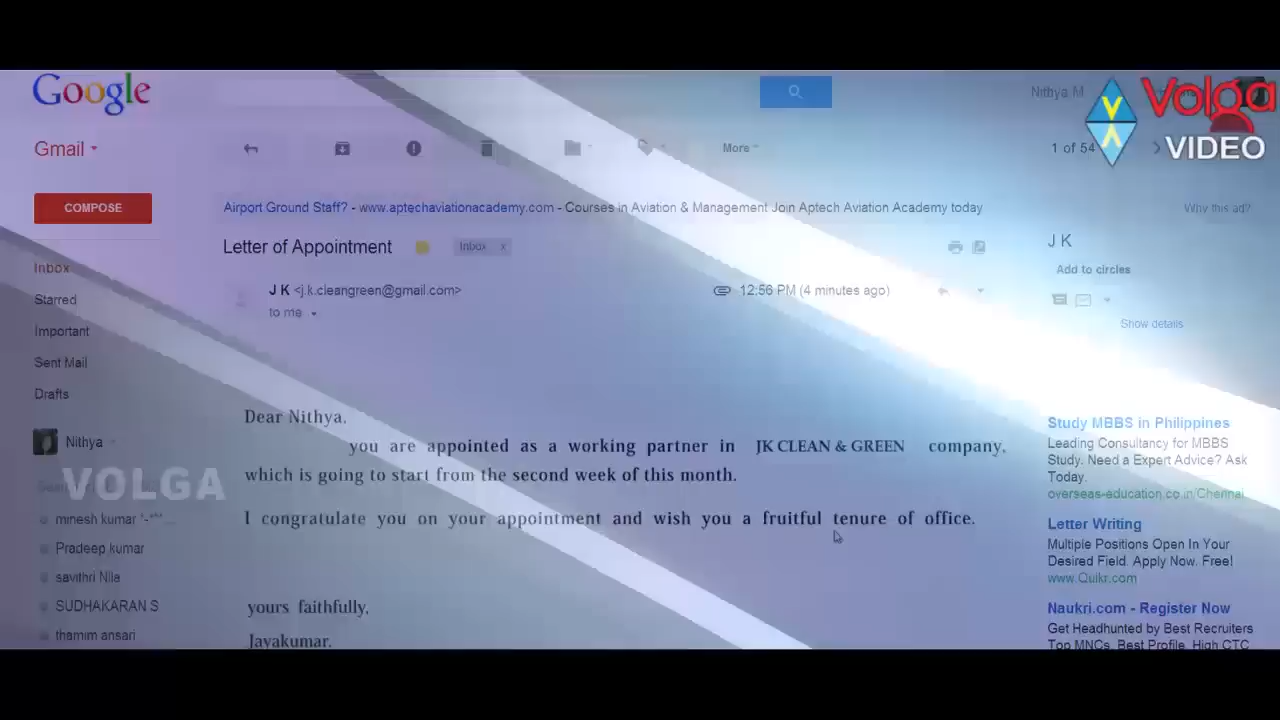 Google
Nithya M
Volga
VIDEO
Gmail
More
1 of 54
COMPOSE
Airport Ground Staff? - www.aptechaviationacademy.com - Courses in Aviation & Management Join Aptech Aviation Academy today
Why this ad?
Letter of Appointment
Inbox x
J K
Add to circles
Inbox
J K <j.k.cleangreen@gmail.com>
12:56 PM (4 minutes ago)
Starred
to me
Show details
Important
Sent Mail
Drafts
Dear Nithya,
you are appointed as a working partner in JK CLEAN & GREEN company,
which is going to start from the second week of this month.
I congratulate you on your appointment and wish you a fruitful tenure of office.
yours faithfully,
Jayakumar.
Nithya
VOLGA
minesh kumar
Pradeep kumar
savithri Nila
SUDHAKARAN S
thamim ansari
Study MBBS in Philippines
Leading Consultancy for MBBS
Study. Need a Expert Advice? Ask
Today.
overseas-education.co.in/Chennai
Letter Writing
Multiple Positions Open In Your
Desired Field. Apply Now. Free!
www.Quikr.com
Naukri.com - Register Now
Get Headhunted by Best Recruiters
Top MNCs, Best Profile, High CTC